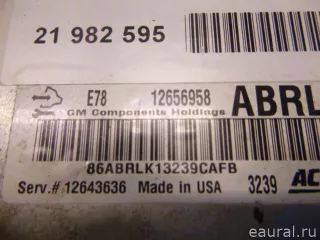 21 982 595
E78 12656958 ABRL
GM Components Holdings
86ABRLK13239CAFB
Serv.# 12643636 Made in USA 3239 AC
eaural.ru